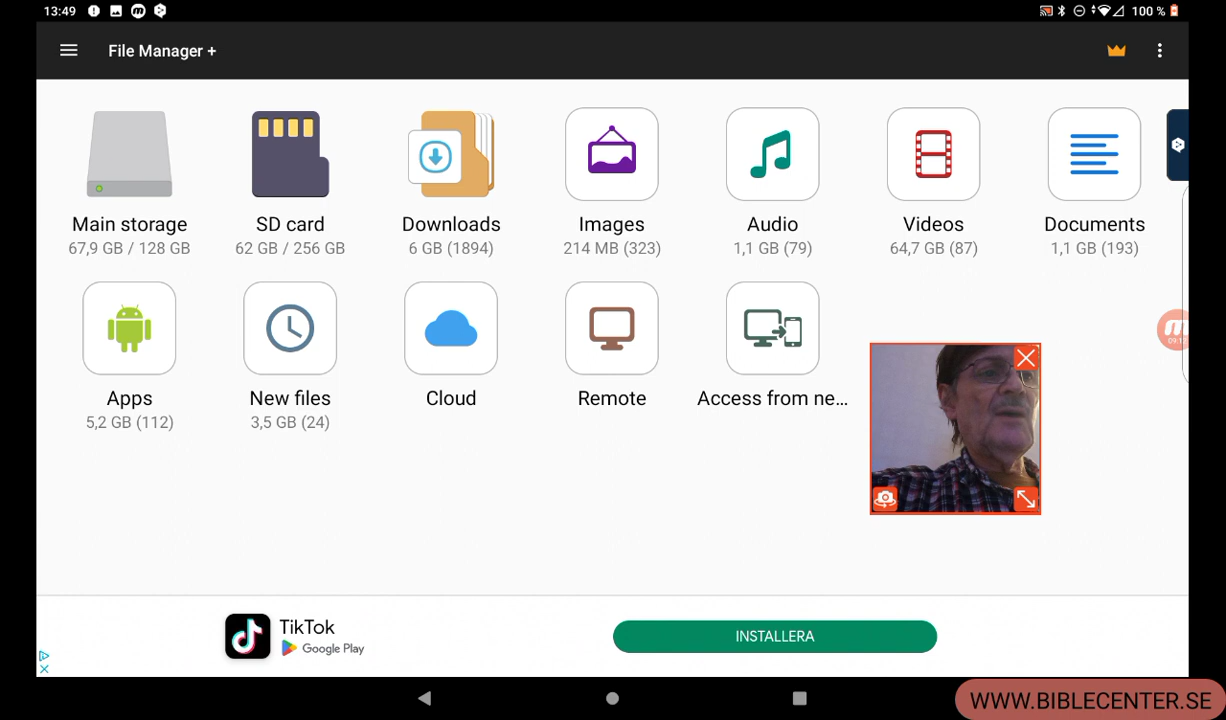 13:49
100 %
File Manager +
Main storage
67,9 GB / 128 GB
SD card
62 GB / 256 GB
Downloads
6 GB (1894)
Images
214 MB (323)
Audio
1,1 GB (79)
Videos
64,7 GB (87)
Documents
1,1 GB (193)
Apps
5,2 GB (112)
New files
3,5 GB (24)
Cloud
Remote
Access from ne...
TikTok
Google Play
INSTALLERA
WWW.BIBLECENTER.SE